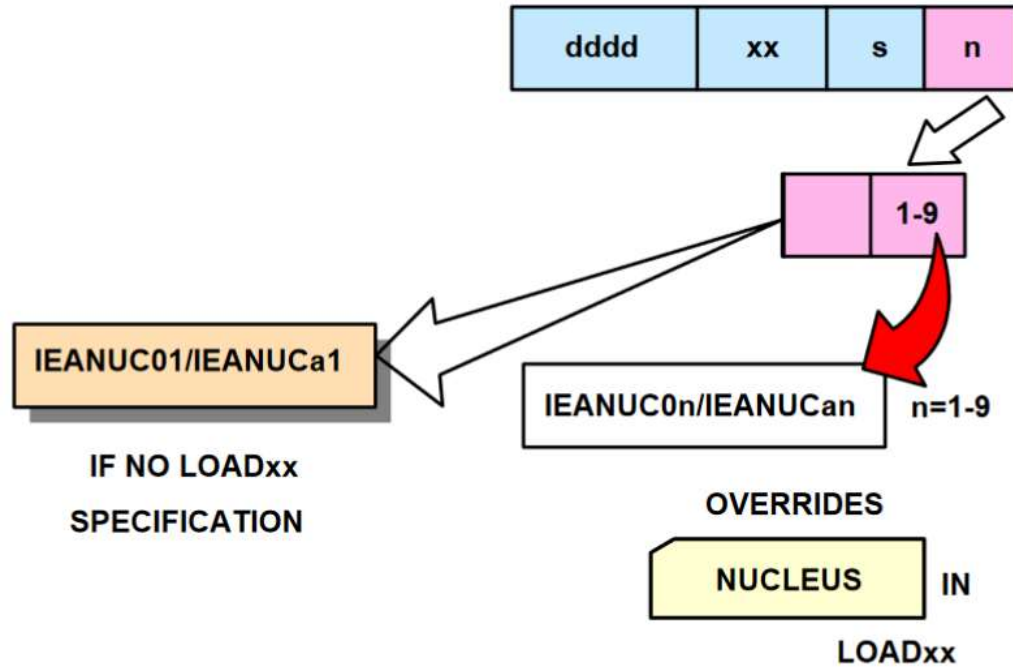 dddd xx s n
1-9
IEANUC01/IEANUCa1
IEANUC0n/IEANUCan n=1-9
IF NO LOADxx
SPECIFICATION
OVERRIDES
NUCLEUS IN
LOADxx